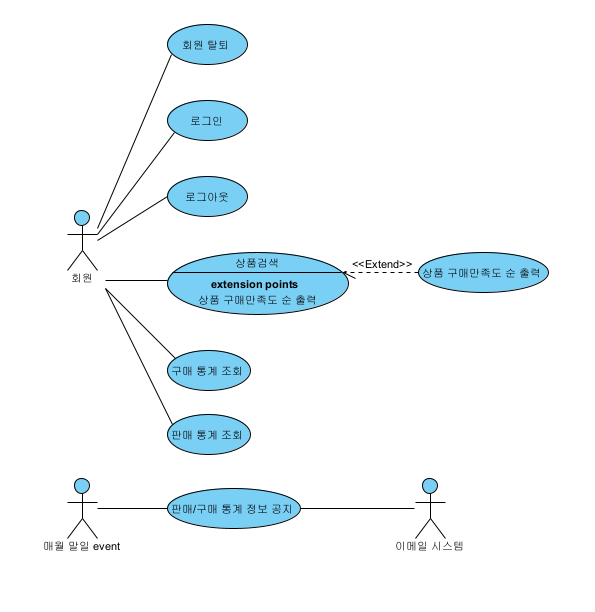 회원 탈퇴
로그인
로그아웃
회원
상품검색
extension points
상품 구매만족도 순 출력
<<Extend>>
상품 구매만족도 순 출력
구매 통계 조회
판매 통계 조회
판매/구매 통계 정보 공지
매월 말일 event
이메일 시스템